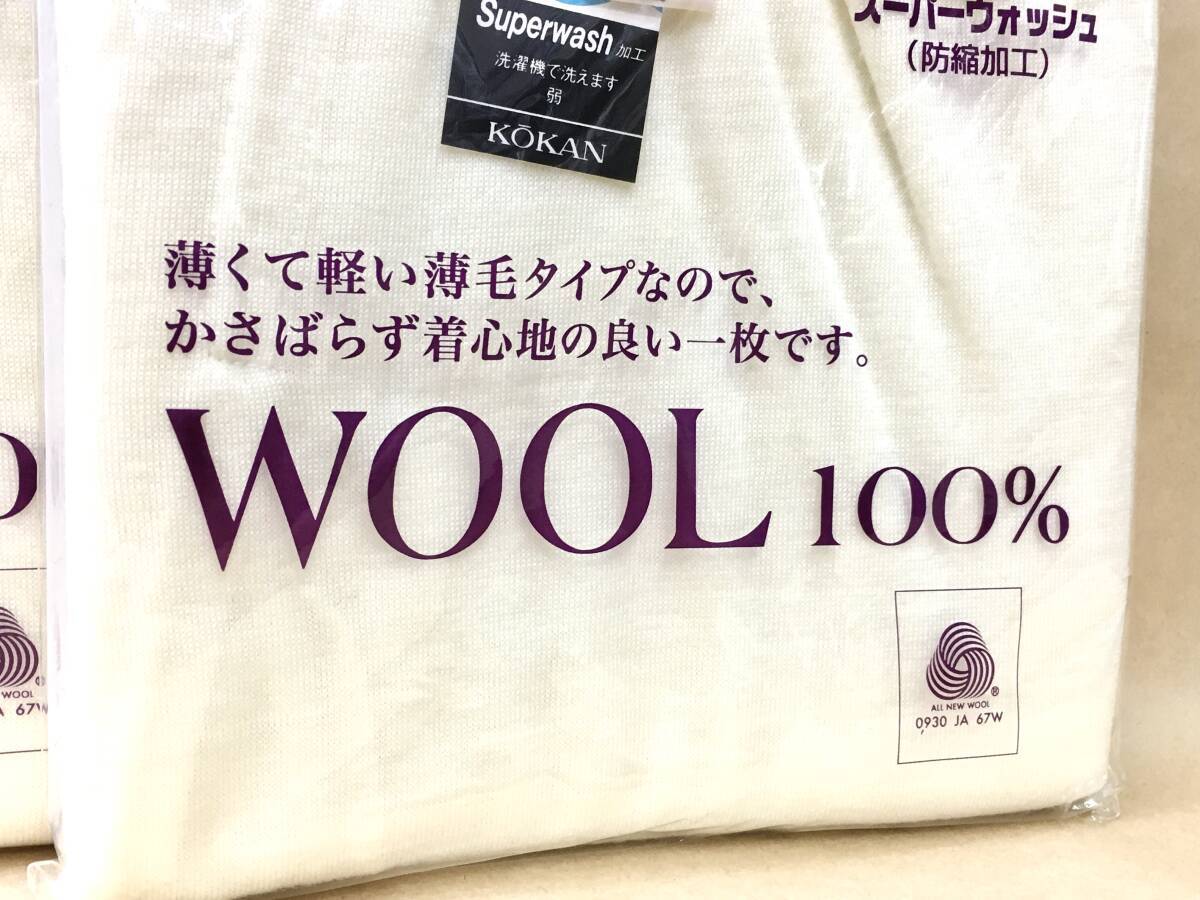 Superwash 加工
洗濯機で洗えます
弱
KŌKAN
スーパーウォッシュ
(防縮加工)
薄くて軽い薄毛タイプなので、
かさばらず着心地の良い一枚です。
WOOL 100%
ALL NEW WOOL
0930 JA 67W
WOOL
67W